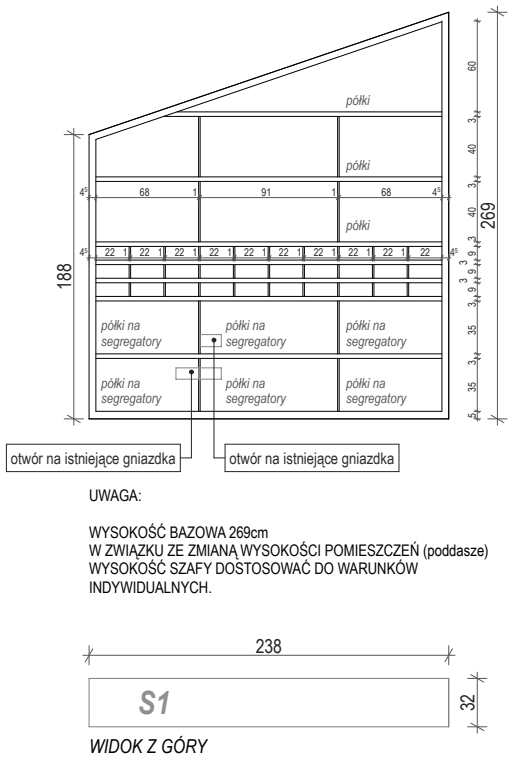 60
półki
3
40
półki
3
4⁵ 68 1 91 1 68 4⁵
40
półki
269
3
4⁵ 22 1 22 1 22 1 22 1 22 1 22 1 22 1 22 1 22 1 22 4⁵
9
3
9
3
9
188
3
półki na półki na półki na
segregatory segregatory segregatory
35
3
półki na półki na półki na
segregatory segregatory segregatory
35
5
otwór na istniejące gniazdka otwór na istniejące gniazdka
UWAGA:
WYSOKOŚĆ BAZOWA 269cm
W ZWIĄZKU ZE ZMIANĄ WYSOKOŚCI POMIESZCZEŃ (poddasze)
WYSOKOŚĆ SZAFY DOSTOSOWAĆ DO WARUNKÓW
INDYWIDUALNYCH.
238
S1
32
WIDOK Z GÓRY